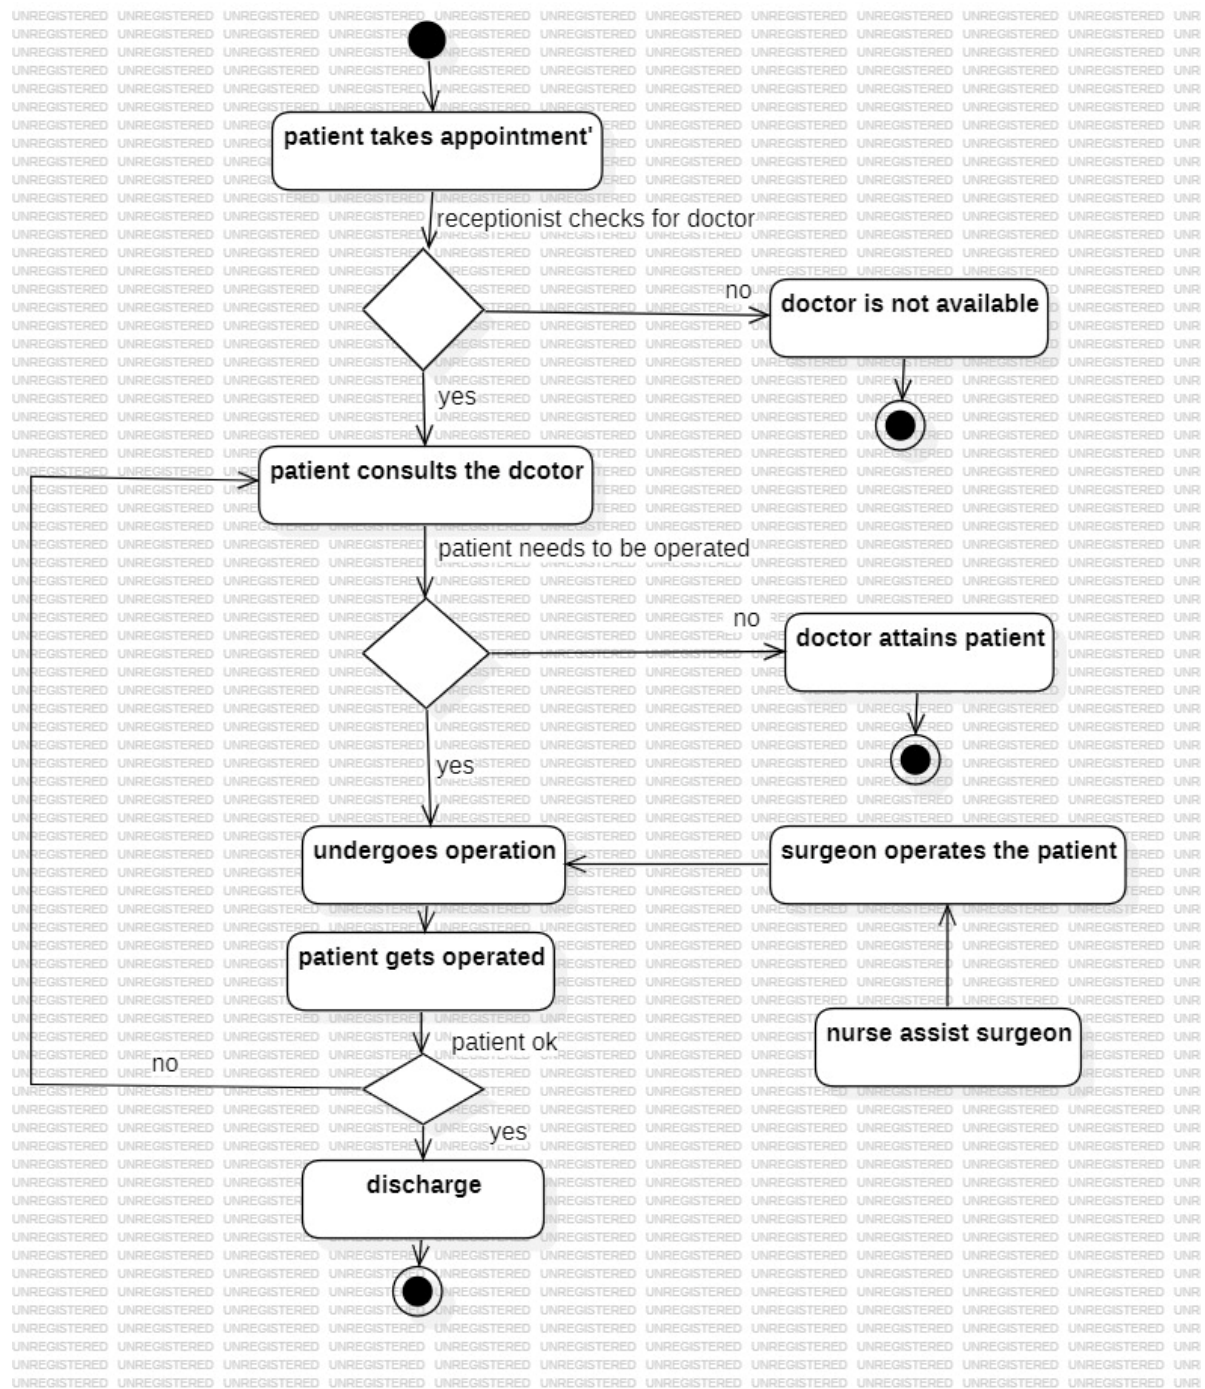 patient takes appointment'
receptionist checks for doctor
no
doctor is not available
yes
patient consults the dcotor
patient needs to be operated
no
doctor attains patient
yes
undergoes operation
surgeon operates the patient
patient gets operated
nurse assist surgeon
patient ok
no
yes
discharge
UNREGISTERED